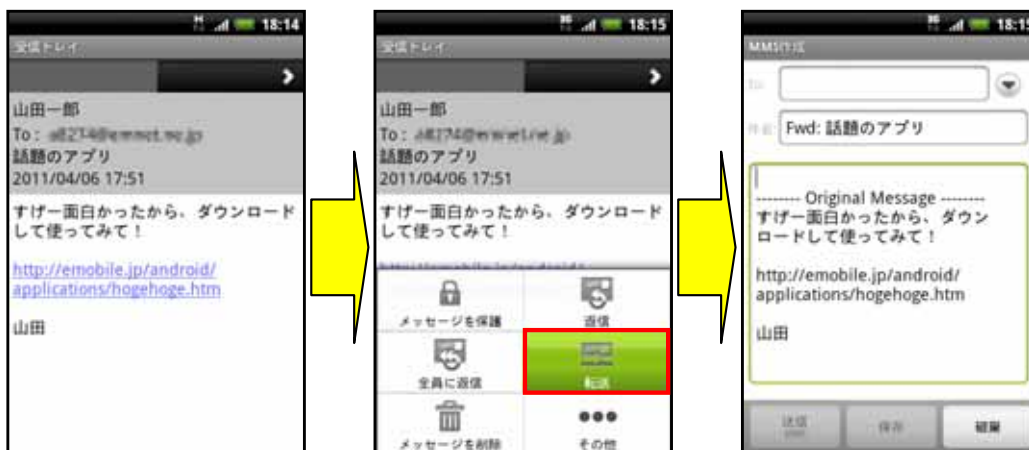 18:14
受信トレイ
山田一郎
To :
話題のアプリ
2011/04/06 17:51
すげー面白かったから、ダウンロード
して使ってみて！
http://emobile.jp/android/
applications/hogehoge.htm
山田
18:15
受信トレイ
山田一郎
To :
話題のアプリ
2011/04/06 17:51
すげー面白かったから、ダウンロード
して使ってみて！
メッセージを保護
返信
全員に返信
転送
メッセージを削除
その他
18:15
MMS作成
To:
件名:
Fwd: 話題のアプリ
-------- Original Message --------
すげー面白かったから、ダウン
ロードして使ってみて！
http://emobile.jp/android/
applications/hogehoge.htm
山田
送信
保存
破棄